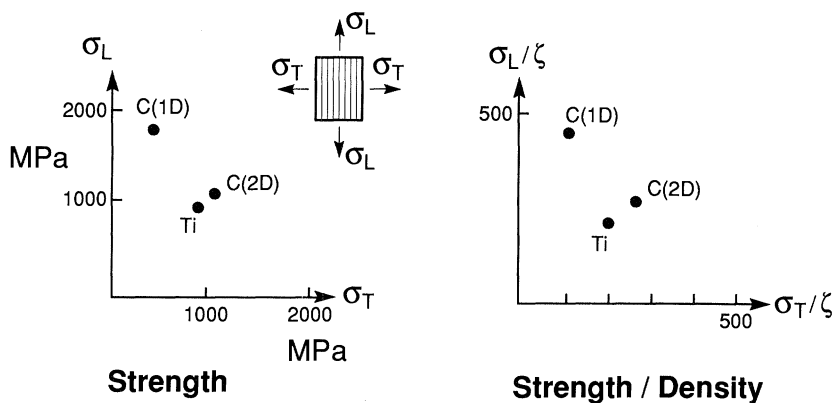 σL
2000
MPa
1000
C(1D)
C(2D)
Ti
1000
2000
σT
MPa
Strength
σL
σT
σT
σL
σL/ζ
500
C(1D)
C(2D)
Ti
500
σT/ζ
Strength / Density